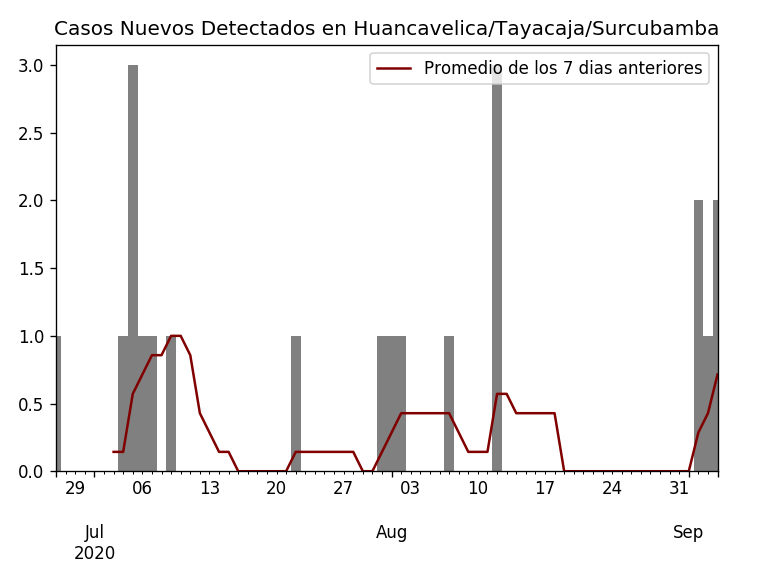 Casos Nuevos Detectados en Huancavelica/Tayacaja/Surcubamba
Promedio de los 7 dias anteriores
3.0
2.5
2.0
1.5
1.0
0.5
0.0
29 06 13 20 27 03 10 17 24 31
Jul Aug Sep
2020